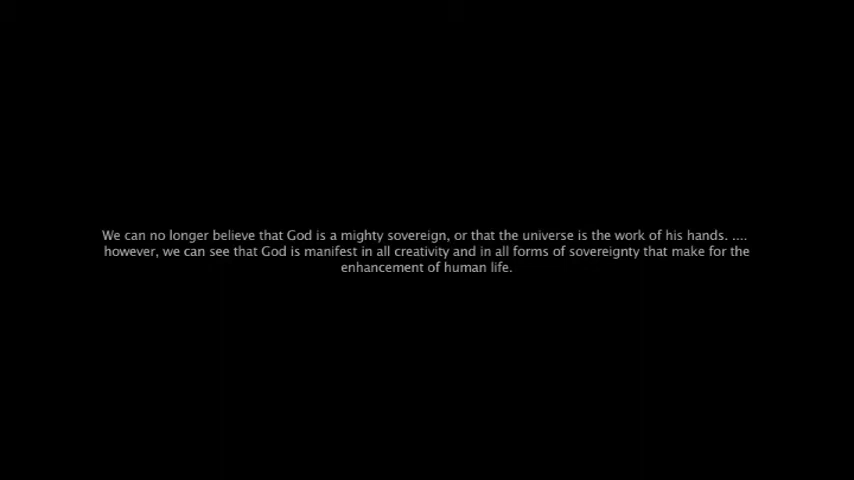 We can no longer believe that God is a mighty sovereign, or that the universe is the work of his hands. ....
however, we can see that God is manifest in all creativity and in all forms of sovereignty that make for the
enhancement of human life.